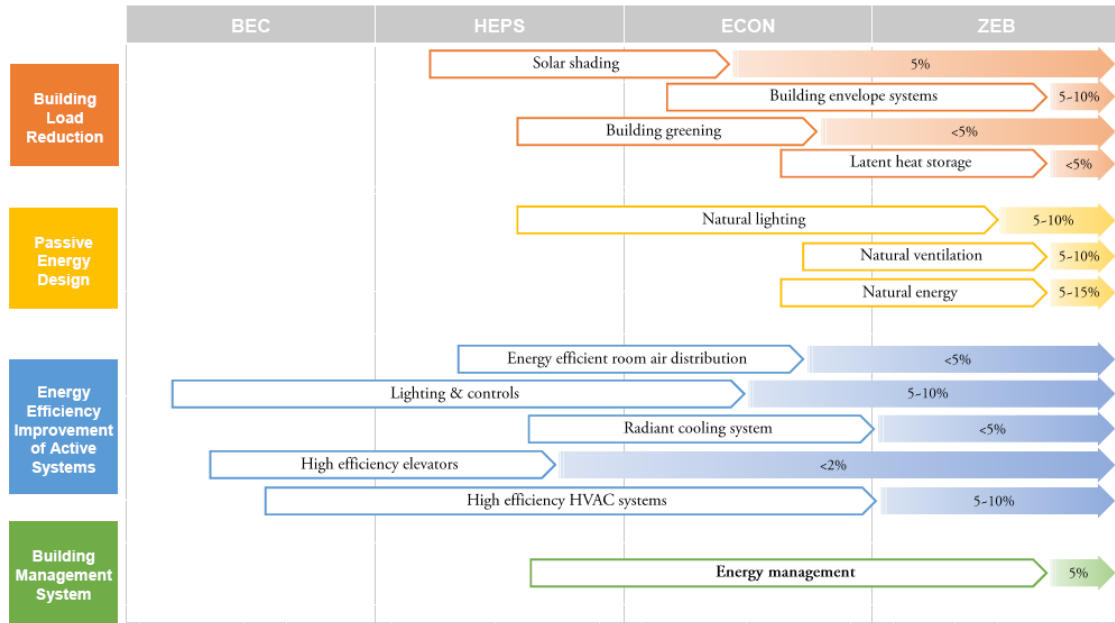 BEC HEPS ECON ZEB
Building
Load
Reduction
Solar shading 5%
Building envelope systems 5-10%
Building greening <5%
Latent heat storage <5%
Passive
Energy
Design
Natural lighting 5-10%
Natural ventilation 5-10%
Natural energy 5-15%
Energy
Efficiency
Improvement
of Active
Systems
Energy efficient room air distribution <5%
Lighting & controls 5-10%
Radiant cooling system <5%
High efficiency elevators <2%
High efficiency HVAC systems 5-10%
Building
Management
System
Energy management 5%